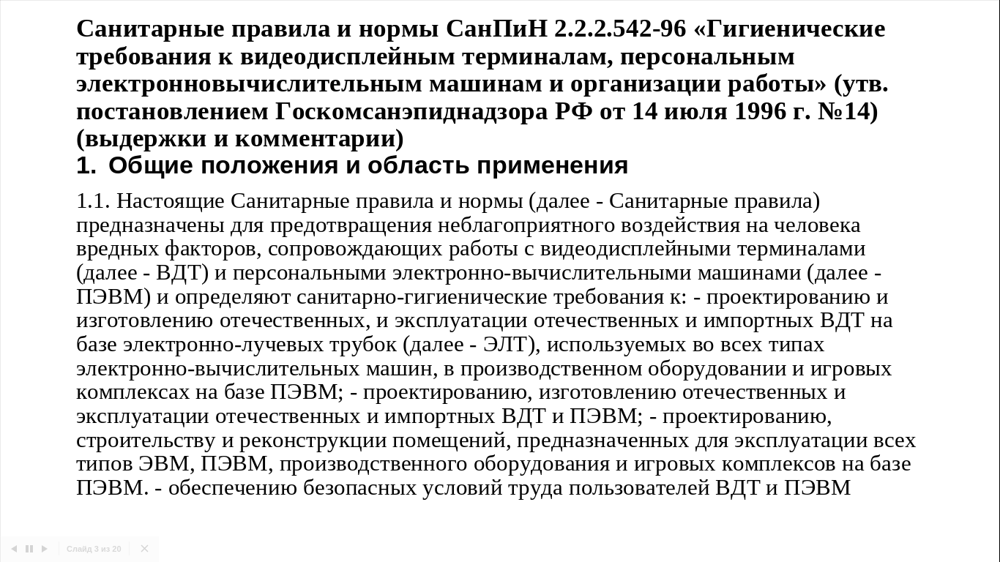 Санитарные правила и нормы СанПиН 2.2.2.542-96 «Гигиенические
требования к видеодисплейным терминалам, персональным
электронновычислительным машинам и организации работы» (утв.
постановлением Госкомсанэпиднадзора РФ от 14 июля 1996 г. №14)
(выдержки и комментарии)
1. Общие положения и область применения
1.1. Настоящие Санитарные правила и нормы (далее - Санитарные правила)
предназначены для предотвращения неблагоприятного воздействия на человека
вредных факторов, сопровождающих работы с видеодисплейными терминалами
(далее - ВДТ) и персональными электронно-вычислительными машинами (далее -
ПЭВМ) и определяют санитарно-гигиенические требования к: - проектированию и
изготовлению отечественных, и эксплуатации отечественных и импортных ВДТ на
базе электронно-лучевых трубок (далее - ЭЛТ), используемых во всех типах
электронно-вычислительных машин, в производственном оборудовании и игровых
комплексах на базе ПЭВМ; - проектированию, изготовлению отечественных и
эксплуатации отечественных и импортных ВДТ и ПЭВМ; - проектированию,
строительству и реконструкции помещений, предназначенных для эксплуатации всех
типов ЭВМ, ПЭВМ, производственного оборудования и игровых комплексов на базе
ПЭВМ. - обеспечению безопасных условий труда пользователей ВДТ и ПЭВМ
Слайд 3 из 20